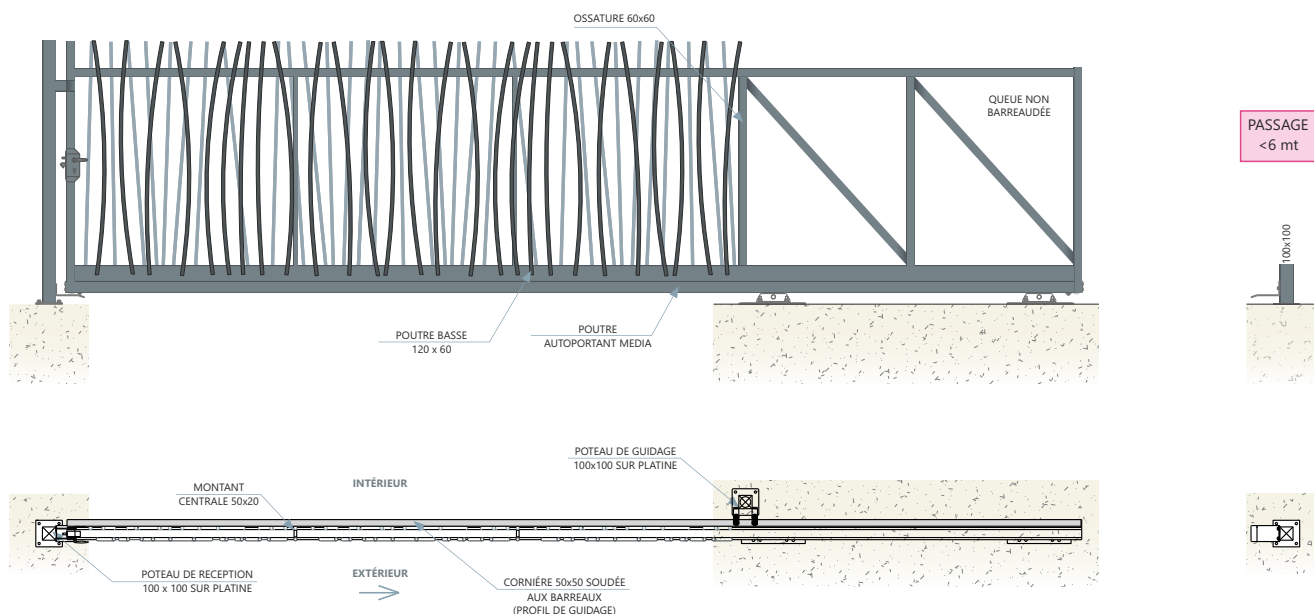 OSSATURE 60x60
QUEUE NON
BARREAUDÉE
PASSAGE
<6 mt
100x100
POUTRE BASSE
120 x 60
POUTRE
AUTOPORTANT MEDIA
POTEAU DE GUIDAGE
100x100 SUR PLATINE
MONTANT
CENTRALE 50x20
INTÉRIEUR
POTEAU DE RECEPTION
100 x 100 SUR PLATINE
EXTÉRIEUR
CORNIÉRE 50x50 SOUDÉE
AUX BARREAUX
(PROFIL DE GUIDAGE)